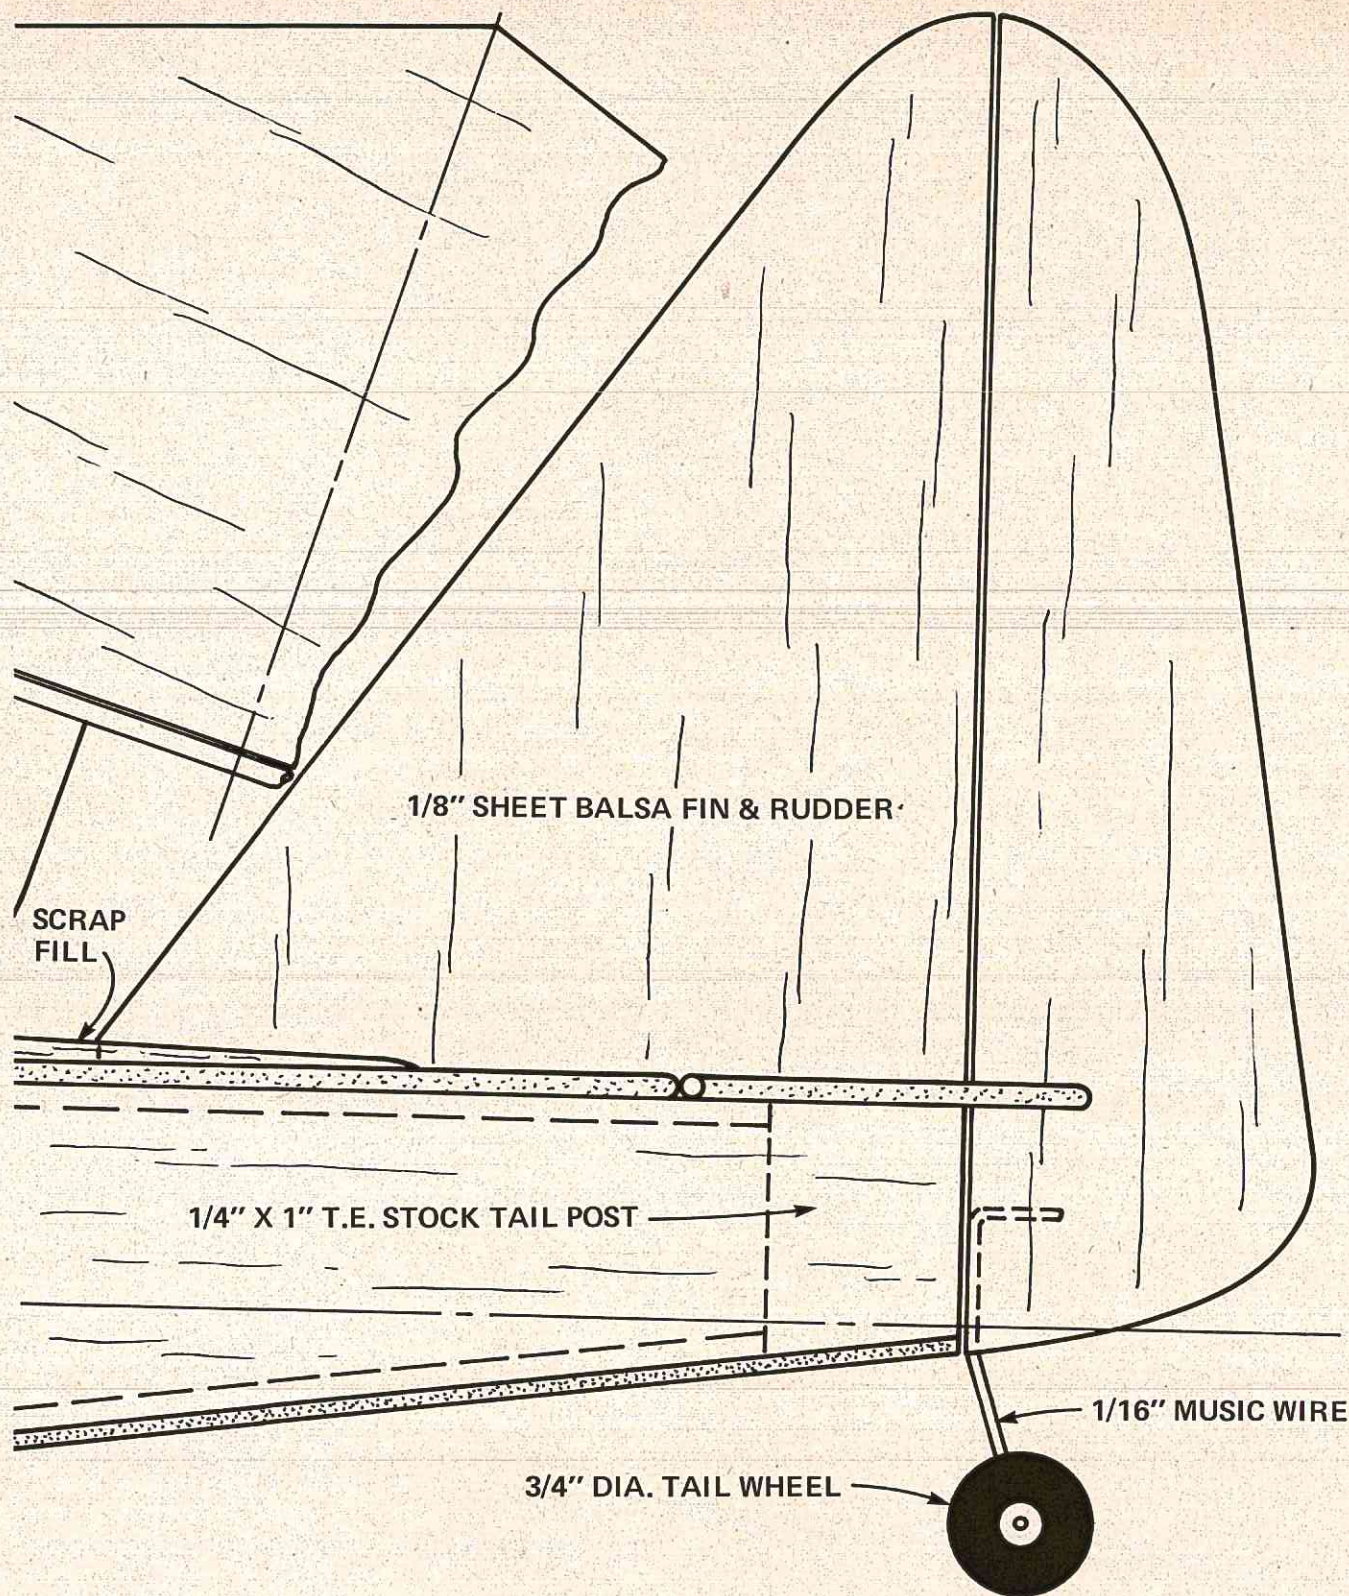 1/8" SHEET BALSA FIN & RUDDER
SCRAP
FILL
1/4" X 1" T.E. STOCK TAIL POST
1/16" MUSIC WIRE
3/4" DIA. TAIL WHEEL